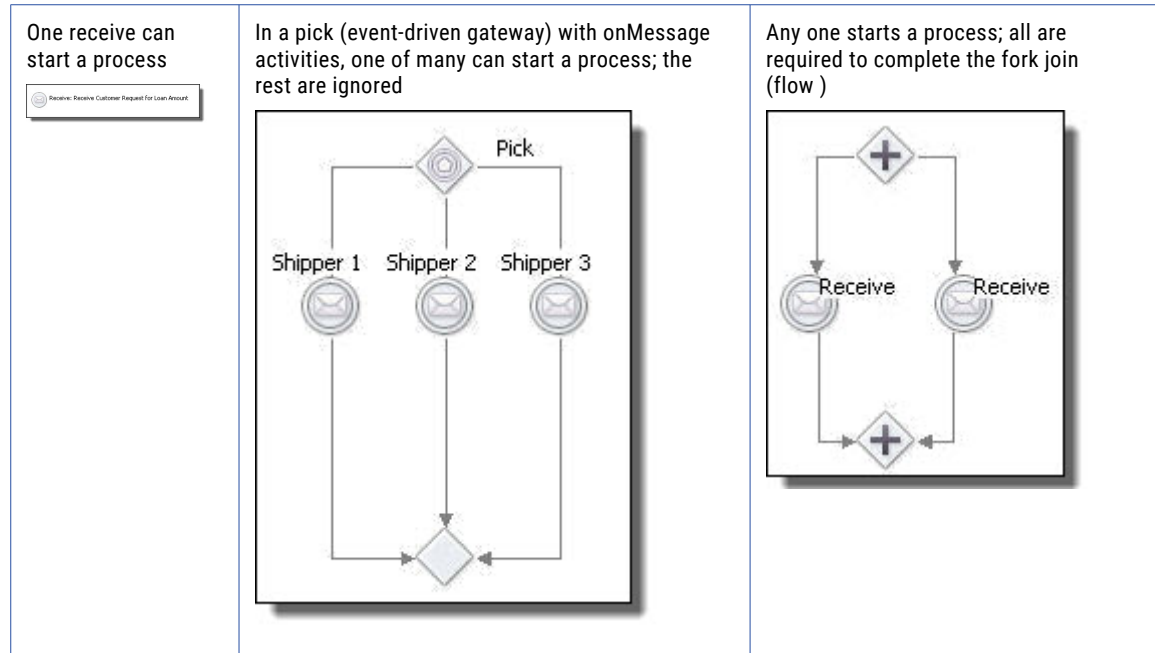 One receive can
start a process
Receive: Receive Customer Request for Loan Amount
In a pick (event-driven gateway) with onMessage
activities, one of many can start a process; the
rest are ignored
Pick
Shipper 1 Shipper 2 Shipper 3
Any one starts a process; all are
required to complete the fork join
(flow )
Receive Receive